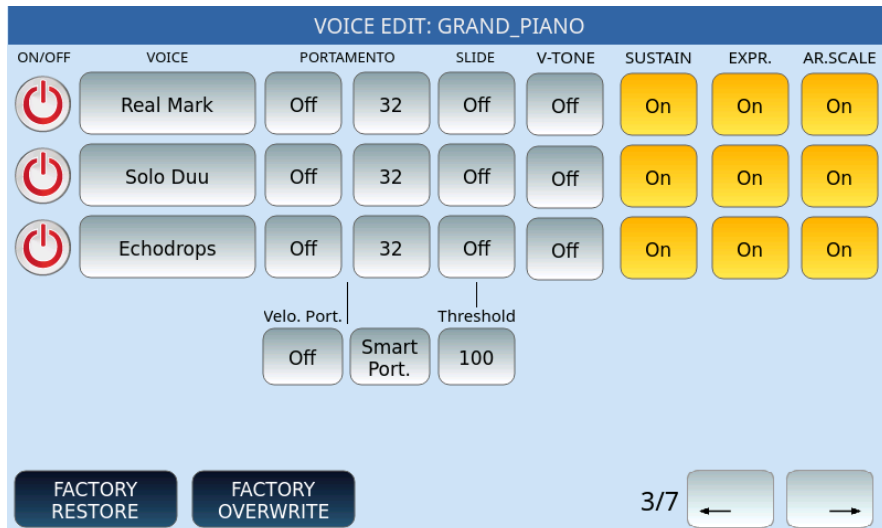 VOICE EDIT: GRAND_PIANO
ON/OFF VOICE PORTAMENTO SLIDE V-TONE SUSTAIN EXPR. AR.SCALE
Real Mark Off 32 Off Off On On On
Solo Duu Off 32 Off Off On On On
Echodrops Off 32 Off Off On On On
Velo. Port. Threshold
Off Smart Port. 100
FACTORY RESTORE FACTORY OVERWRITE 3/7